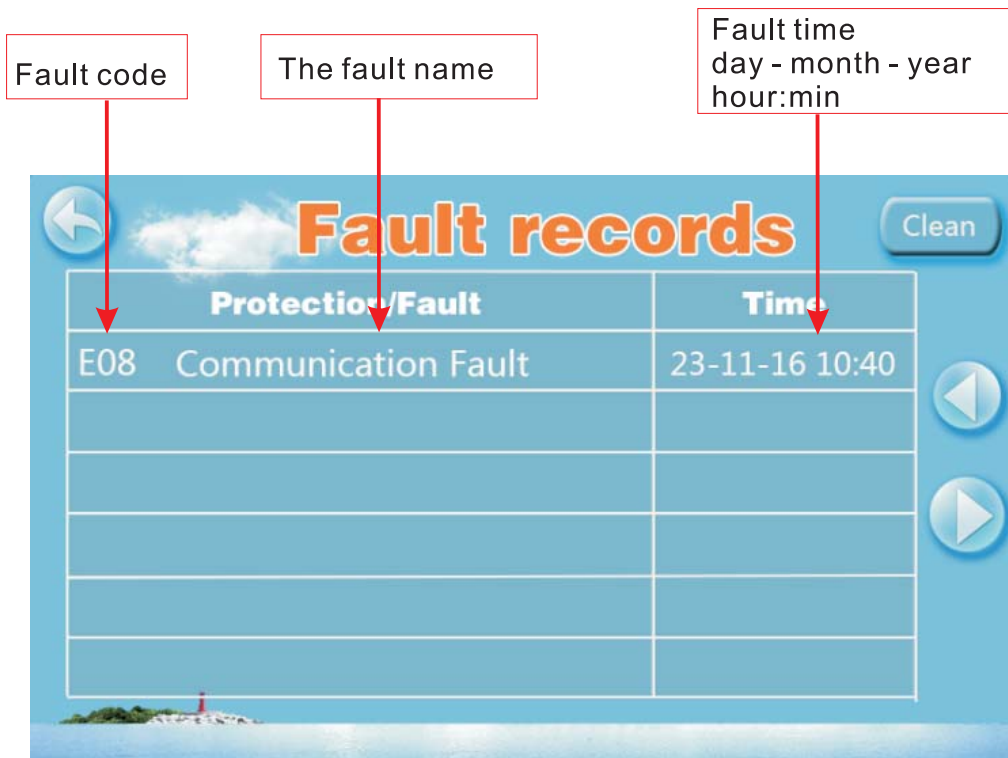 Fault code
The fault name
Fault time
day - month - year
hour:min
Fault records
Clean
Protection/Fault
Time
E08 Communication Fault
23-11-16 10:40